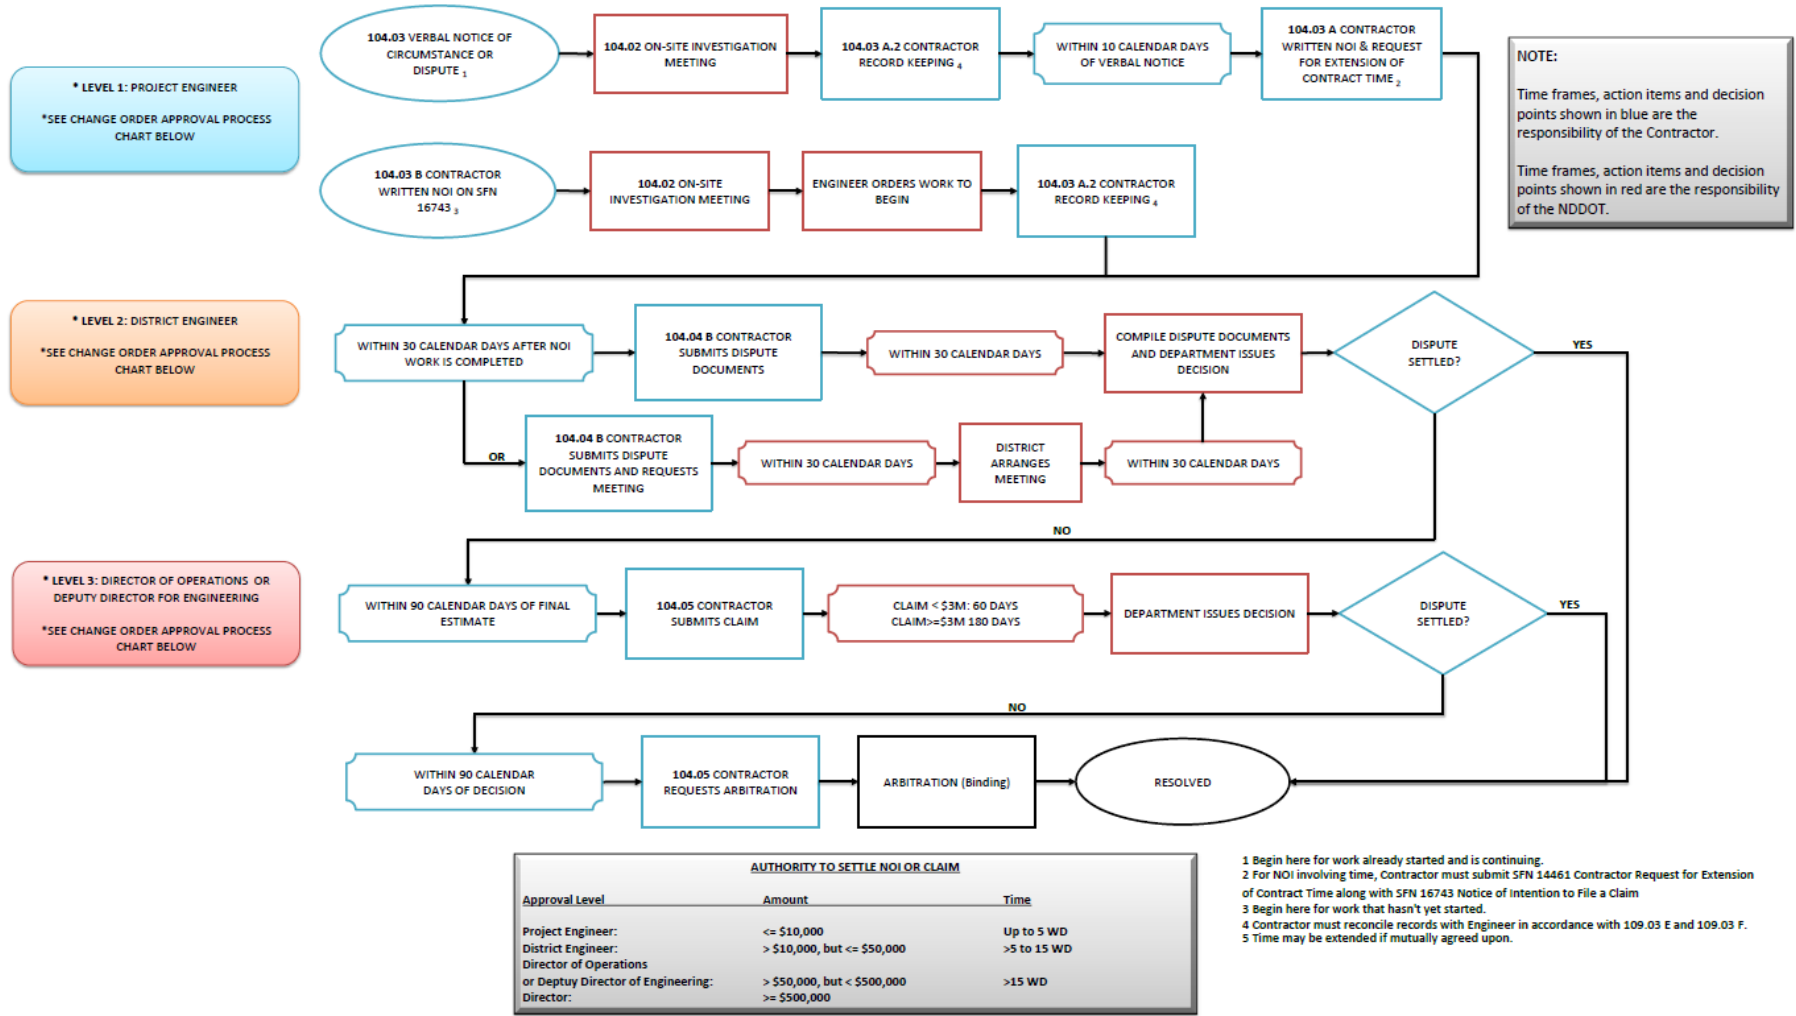 * LEVEL 1: PROJECT ENGINEER
*SEE CHANGE ORDER APPROVAL PROCESS
CHART BELOW
104.03 VERBAL NOTICE OF
CIRCUMSTANCE OR
DISPUTE 1
104.02 ON-SITE INVESTIGATION
MEETING
104.03 A.2 CONTRACTOR
RECORD KEEPING 4
WITHIN 10 CALENDAR DAYS
OF VERBAL NOTICE
104.03 A CONTRACTOR
WRITTEN NOI & REQUEST
FOR EXTENSION OF
CONTRACT TIME 2
NOTE:
Time frames, action items and decision
points shown in blue are the
responsibility of the Contractor.
Time frames, action items and decision
points shown in red are the responsibility
of the NDDOT.
104.03 B CONTRACTOR
WRITTEN NOI ON SFN
16743 3
104.02 ON-SITE
INVESTIGATION MEETING
ENGINEER ORDERS WORK TO
BEGIN
104.03 A.2 CONTRACTOR
RECORD KEEPING 4
* LEVEL 2: DISTRICT ENGINEER
*SEE CHANGE ORDER APPROVAL PROCESS
CHART BELOW
WITHIN 30 CALENDAR DAYS AFTER NOI
WORK IS COMPLETED
104.04 B CONTRACTOR
SUBMITS DISPUTE
DOCUMENTS
WITHIN 30 CALENDAR DAYS
COMPILE DISPUTE DOCUMENTS
AND DEPARTMENT ISSUES
DECISION
DISPUTE
SETTLED?
YES
OR
104.04 B CONTRACTOR
SUBMITS DISPUTE
DOCUMENTS AND REQUESTS
MEETING
WITHIN 30 CALENDAR DAYS
DISTRICT
ARRANGES
MEETING
WITHIN 30 CALENDAR DAYS
NO
* LEVEL 3: DIRECTOR OF OPERATIONS OR
DEPUTY DIRECTOR FOR ENGINEERING
*SEE CHANGE ORDER APPROVAL PROCESS
CHART BELOW
WITHIN 90 CALENDAR DAYS OF FINAL
ESTIMATE
104.05 CONTRACTOR
SUBMITS CLAIM
CLAIM < $3M: 60 DAYS
CLAIM>=$3M 180 DAYS
DEPARTMENT ISSUES DECISION
DISPUTE
SETTLED?
YES
NO
WITHIN 90 CALENDAR
DAYS OF DECISION
104.05 CONTRACTOR
REQUESTS ARBITRATION
ARBITRATION (Binding)
RESOLVED
AUTHORITY TO SETTLE NOI OR CLAIM
Approval Level Amount Time
Project Engineer: <= $10,000 Up to 5 WD
District Engineer: > $10,000, but <= $50,000 >5 to 15 WD
Director of Operations
or Deptuy Director of Engineering: > $50,000, but < $500,000 >15 WD
Director: >= $500,000
1 Begin here for work already started and is continuing.
2 For NOI involving time, Contractor must submit SFN 14461 Contractor Request for Extension
of Contract Time along with SFN 16743 Notice of Intention to File a Claim
3 Begin here for work that hasn't yet started.
4 Contractor must reconcile records with Engineer in accordance with 109.03 E and 109.03 F.
5 Time may be extended if mutually agreed upon.